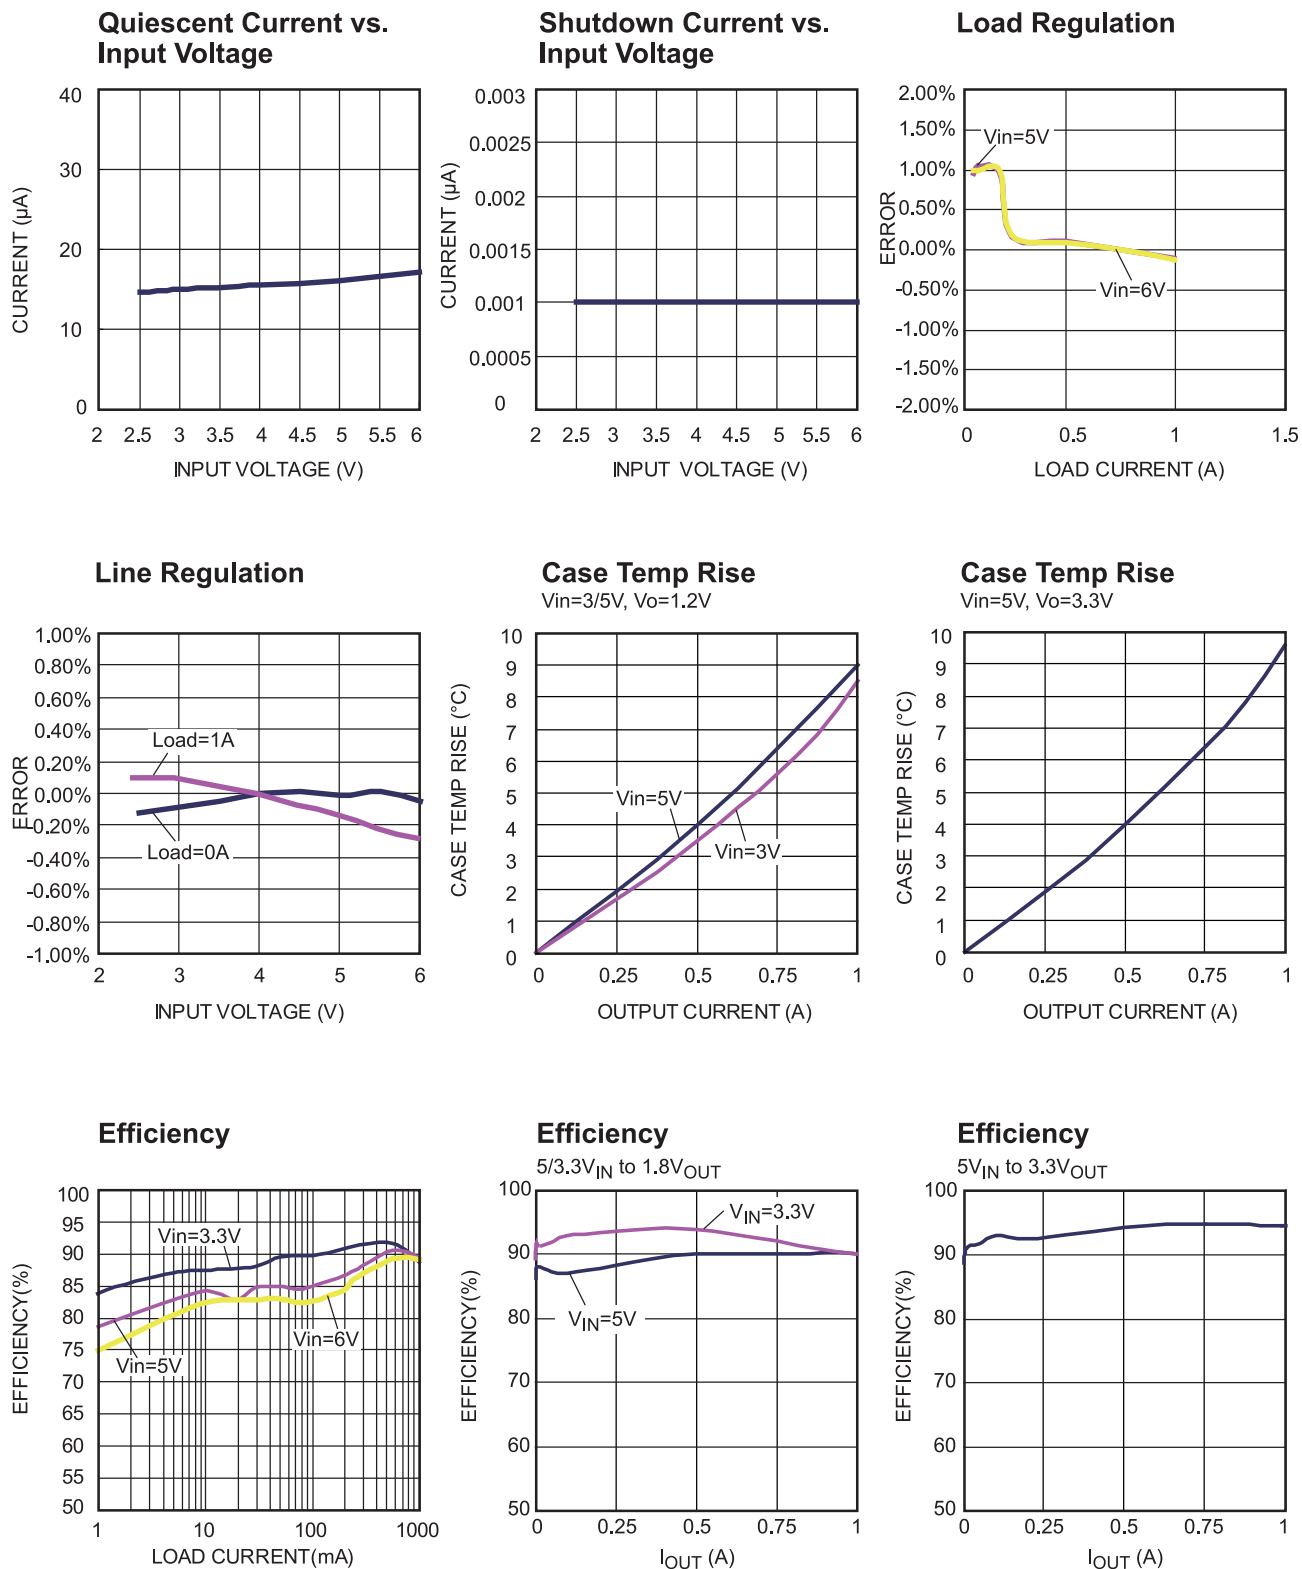 Quiescent Current vs.
Input Voltage
40
30
20
10
0
CURRENT (µA)
2 2.5 3 3.5 4 4.5 5 5.5 6
INPUT VOLTAGE (V)
Shutdown Current vs.
Input Voltage
0.003
0.0025
0.002
0.0015
0.001
0.0005
0
CURRENT (µA)
2 2.5 3 3.5 4 4.5 5 5.5 6
INPUT VOLTAGE (V)
Load Regulation
2.00%
1.50%
1.00%
0.50%
0.00%
-0.50%
-1.00%
-1.50%
-2.00%
ERROR
Vin=5V
Vin=6V
0 0.5 1 1.5
LOAD CURRENT (A)
Line Regulation
1.00%
0.80%
0.60%
0.40%
0.20%
0.00%
-0.20%
-0.40%
-0.60%
-0.80%
-1.00%
ERROR
Load=1A
Load=0A
2 3 4 5 6
INPUT VOLTAGE (V)
Case Temp Rise
Vin=3/5V, Vo=1.2V
10
9
8
7
6
5
4
3
2
1
0
CASE TEMP RISE (°C)
Vin=5V
Vin=3V
0 0.25 0.5 0.75 1
OUTPUT CURRENT (A)
Case Temp Rise
Vin=5V, Vo=3.3V
10
9
8
7
6
5
4
3
2
1
0
CASE TEMP RISE (°C)
0 0.25 0.5 0.75 1
OUTPUT CURRENT (A)
Efficiency
100
95
90
85
80
75
70
65
60
55
50
EFFICIENCY(%)
Vin=3.3V
Vin=6V
Vin=5V
1 10 100 1000
LOAD CURRENT(mA)
Efficiency
5/3.3VIN to 1.8VOUT
100
90
80
70
60
50
EFFICIENCY(%)
VIN=3.3V
VIN=5V
0 0.25 0.5 0.75 1
IOUT (A)
Efficiency
5VIN to 3.3VOUT
100
90
80
70
60
50
EFFICIENCY(%)
0 0.25 0.5 0.75 1
IOUT (A)